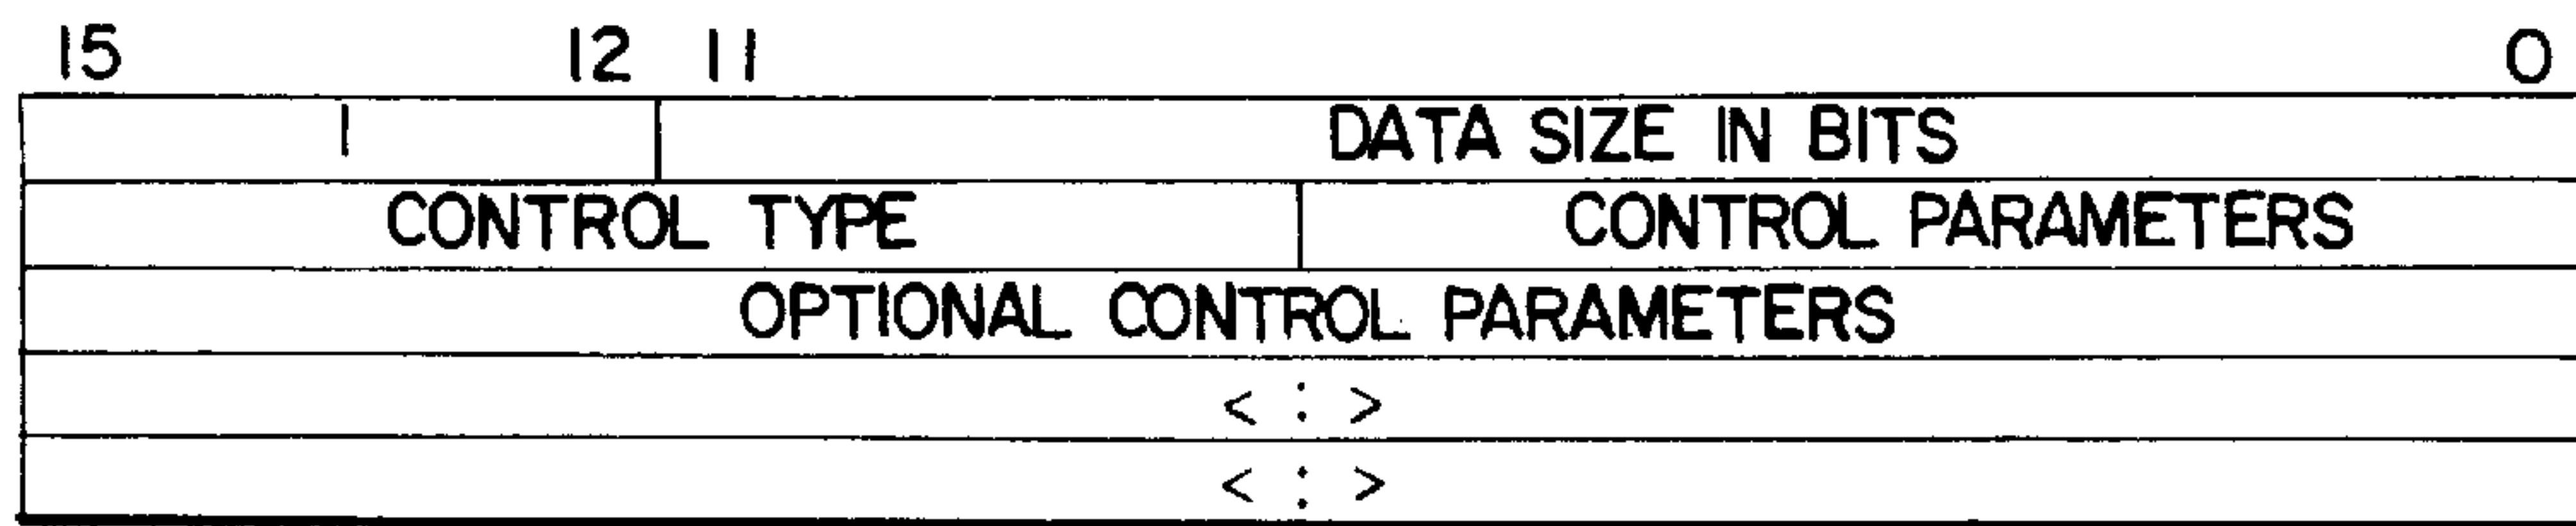 15 12 11 0
1 DATA SIZE IN BITS
CONTROL TYPE CONTROL PARAMETERS
OPTIONAL CONTROL PARAMETERS
< : >
< : >